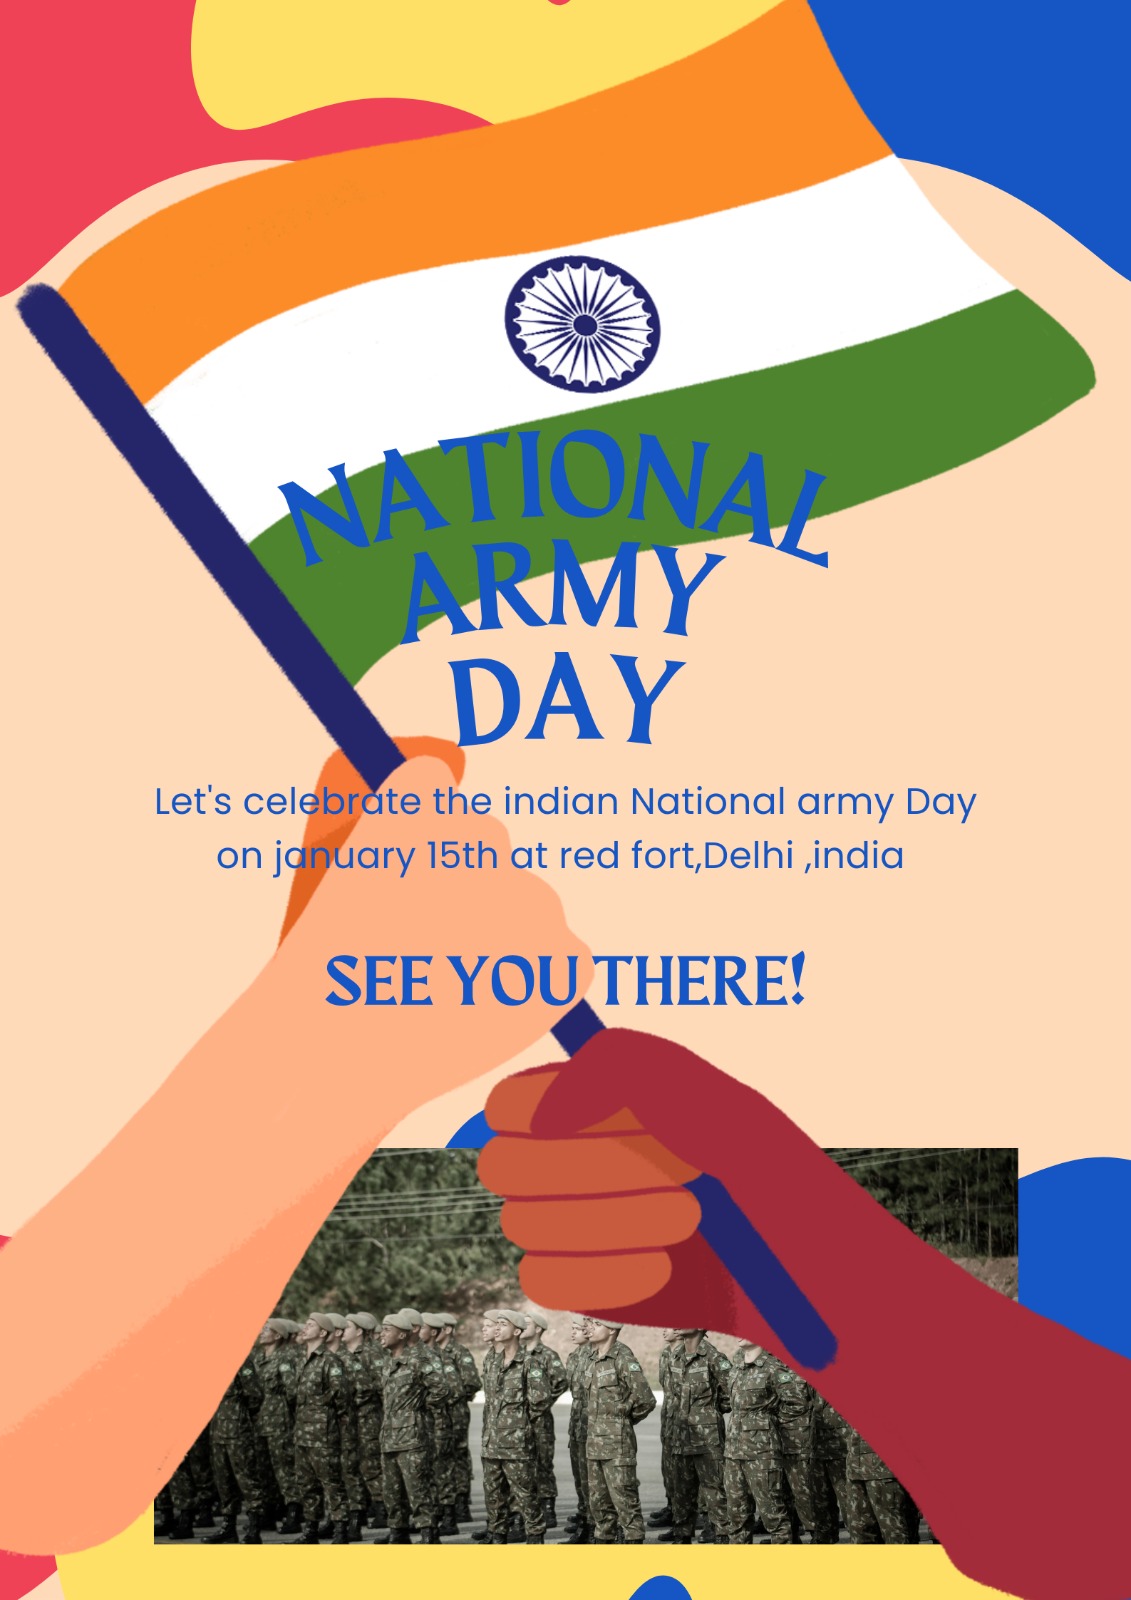 NATIONAL
ARMY
DAY
Let's celebrate the indian National army Day
on january 15th at red fort,Delhi ,india
SEE YOU THERE!